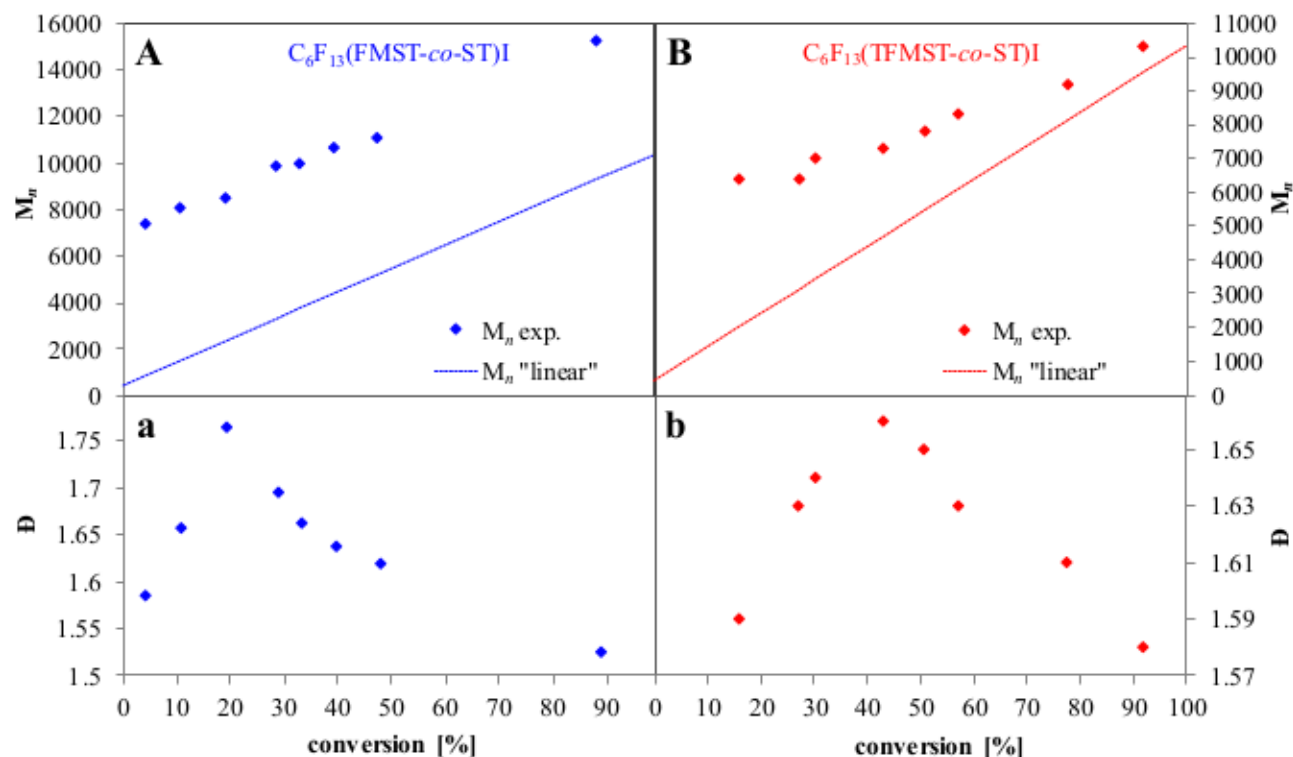 A
C₆F₁₃(FMST-co-ST)I
16000
14000
12000
10000
8000
6000
4000
2000
0
Mₙ
Mₙ exp.
Mₙ "linear"
B
C₆F₁₃(TFMST-co-ST)I
11000
10000
9000
8000
7000
6000
5000
4000
3000
2000
1000
0
Mₙ
Mₙ exp.
Mₙ "linear"
a
1.75
1.7
1.65
1.6
1.55
1.5
Đ
0 10 20 30 40 50 60 70 80 90
conversion [%]
b
1.65
1.63
1.61
1.59
1.57
Đ
0 10 20 30 40 50 60 70 80 90 100
conversion [%]